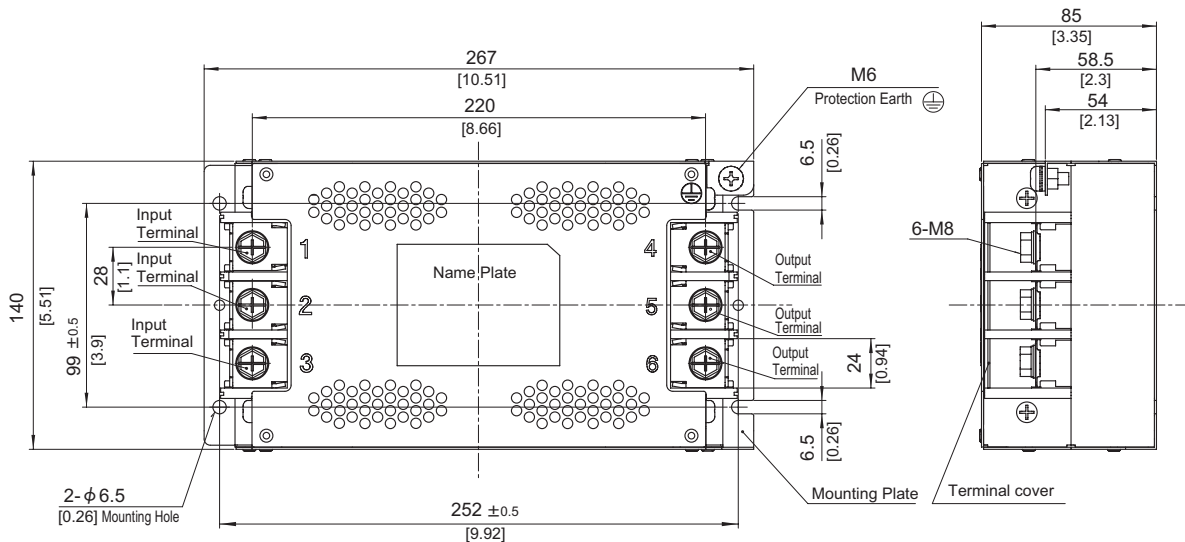 267
[10.51]
220
[8.66]
M6
Protection Earth
6.5
[0.26]
85
[3.35]
58.5
[2.3]
54
[2.13]
140
[5.51]
99 ±0.5
[3.9]
28
[1.1]
Input
Terminal
Input
Terminal
Input
Terminal
1
2
3
Name Plate
4
5
6
Output
Terminal
Output
Terminal
Output
Terminal
24
[0.94]
6.5
[0.26]
6-M8
2-ϕ6.5
[0.26] Mounting Hole
252 ±0.5
[9.92]
Mounting Plate
Terminal cover